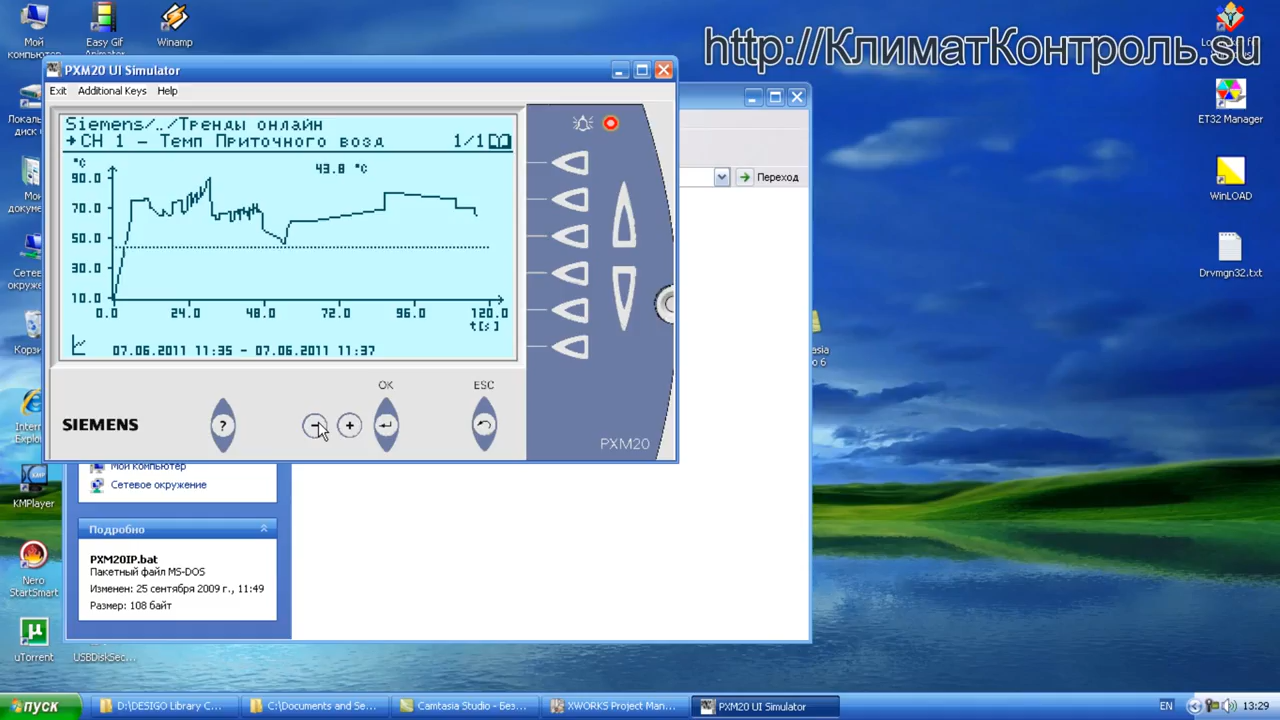 http://КлиматКонтроль.su
Мой
компьютер
Easy Gif
Animator
Winamp
PXM20 UI Simulator
Exit Additional Keys Help
ET32 Manager
WinLOAD
Drvmgn32.txt
Siemens/../Тренды онлайн
CH 1 - Темп Приточного возд 1/1
°C
43.8 °C
90.0
70.0
50.0
30.0
10.0
0.0 24.0 48.0 72.0 96.0 120.0
t[s]
07.06.2011 11:35 - 07.06.2011 11:37
OK ESC
SIEMENS
?
- +
PXM20
Переход
Мой компьютер
Сетевое окружение
Подробно
PXM20IP.bat
Пакетный файл MS-DOS
Изменен: 25 сентября 2009 г., 11:49
Размер: 108 байт
KMPlayer
Nero
StartSmart
uTorrent
USBDiskSec...
пуск
D:\DESIGO Library C...
C:\Documents and Se...
Camtasia Studio - Без...
XWORKS Project Man...
PXM20 UI Simulator
EN
13:29